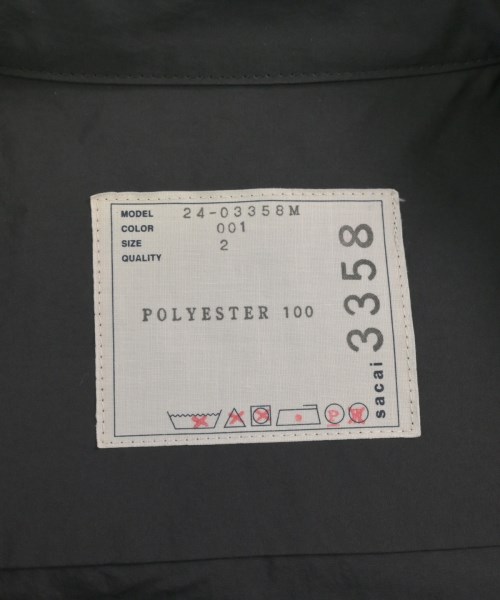 MODEL 24-03358M
COLOR 001
SIZE 2
QUALITY
POLYESTER 100
P W
sacai 3358